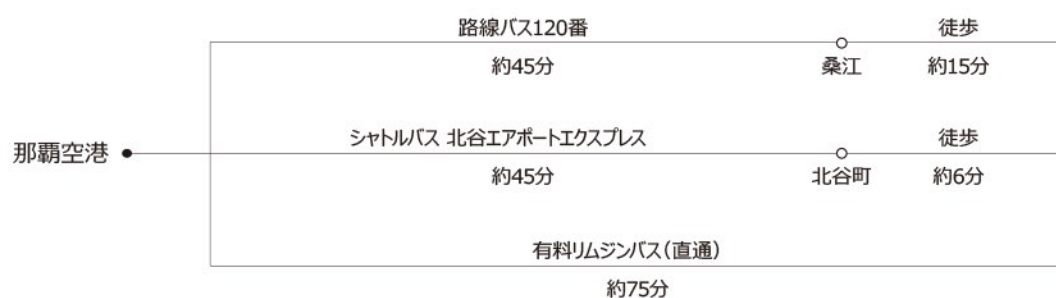 路線バス120番 徒歩
約45分 桑江 約15分
シャトルバス 北谷エアポートエクスプレス 徒歩
那覇空港
約45分 北谷町 約6分
有料リムジンバス(直通)
約75分